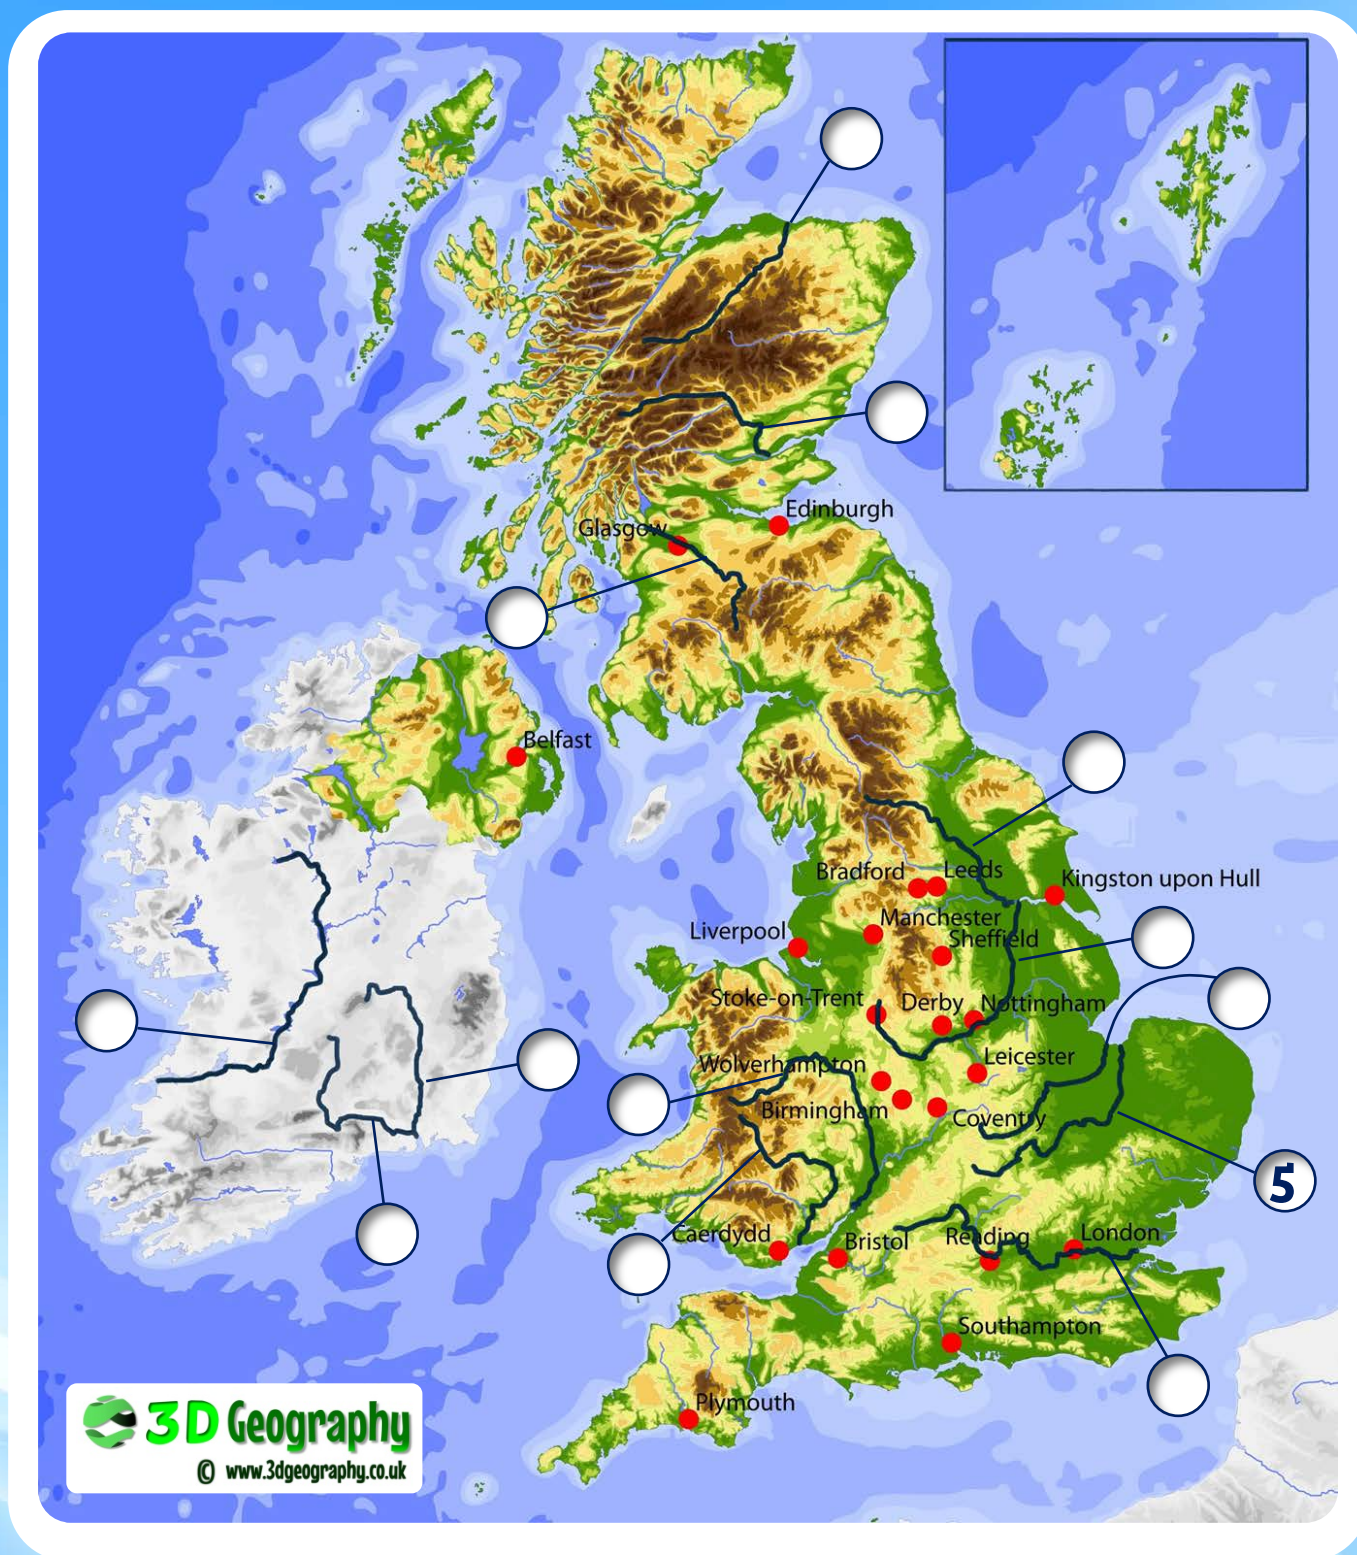 Edinburgh
Glasgow
Belfast
Bradford
Leeds
Kingston upon Hull
Manchester
Liverpool
Sheffield
Stoke-on-Trent
Derby
Nottingham
Leicester
Wolverhampton
Birmingham
Coventry
5
Caerdydd
Bristol
Reading
London
Southampton
Plymouth
3D Geography
© www.3dgeography.co.uk